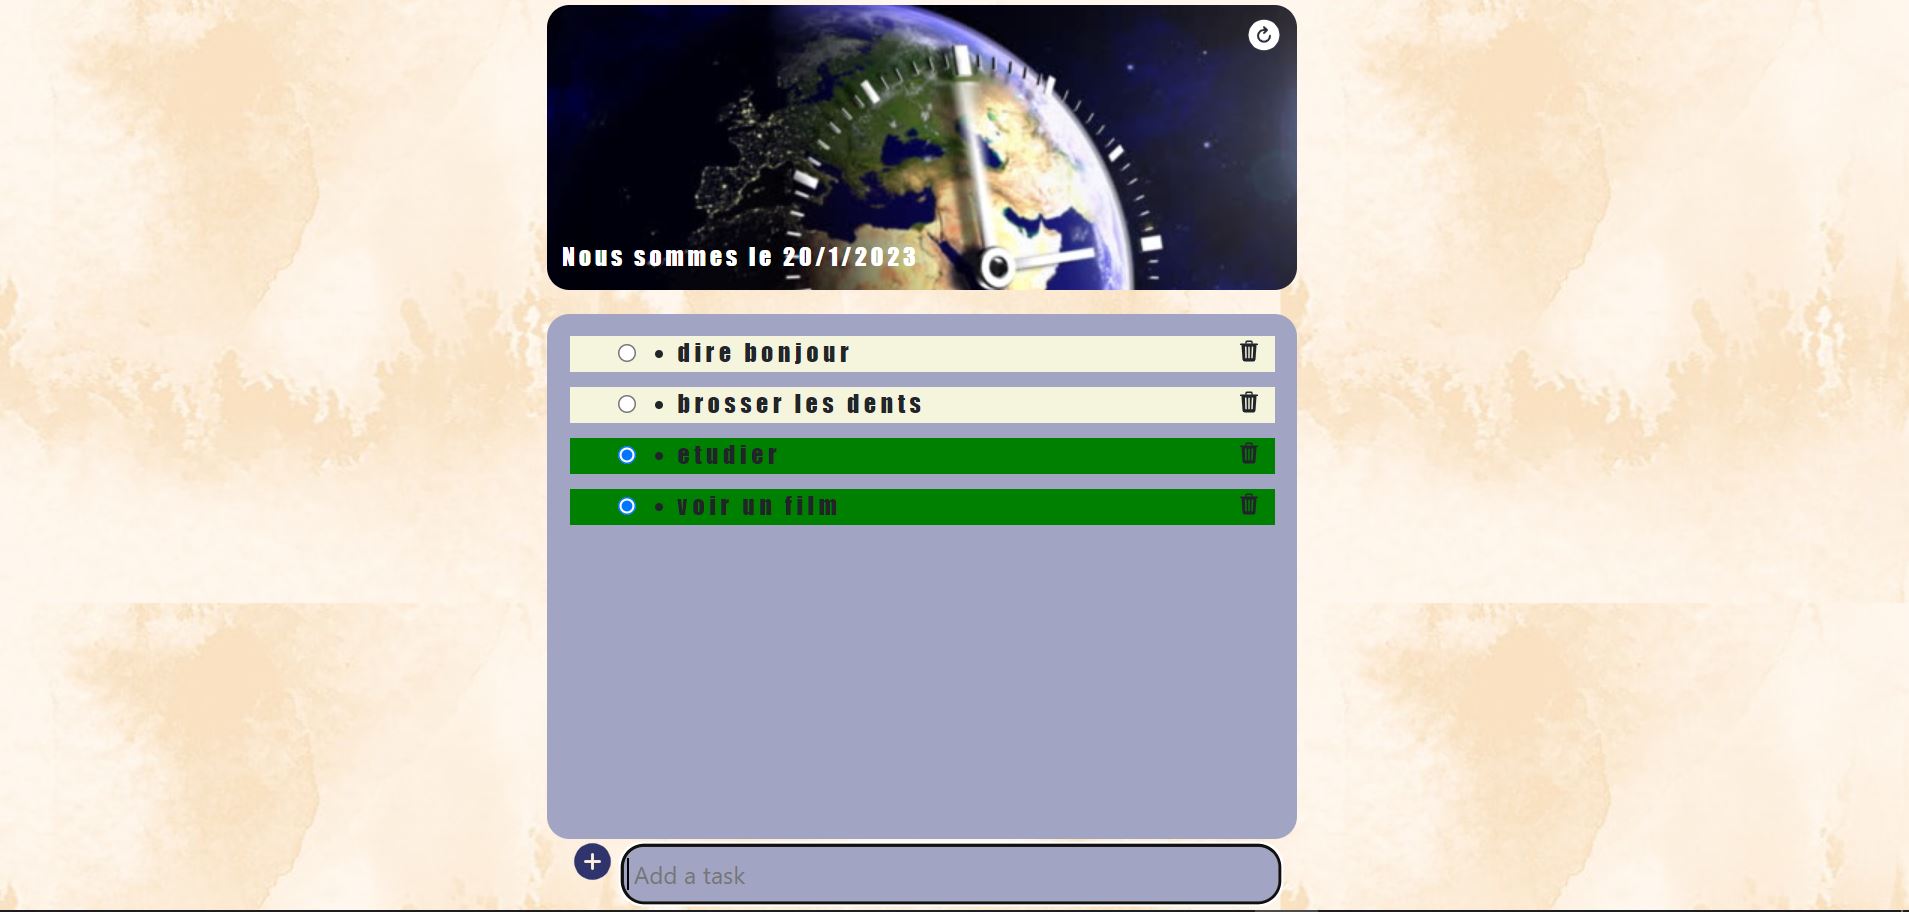 Nous sommes le 20/1/2023
dire bonjour
brosser les dents
etudier
voir un film
Add a task